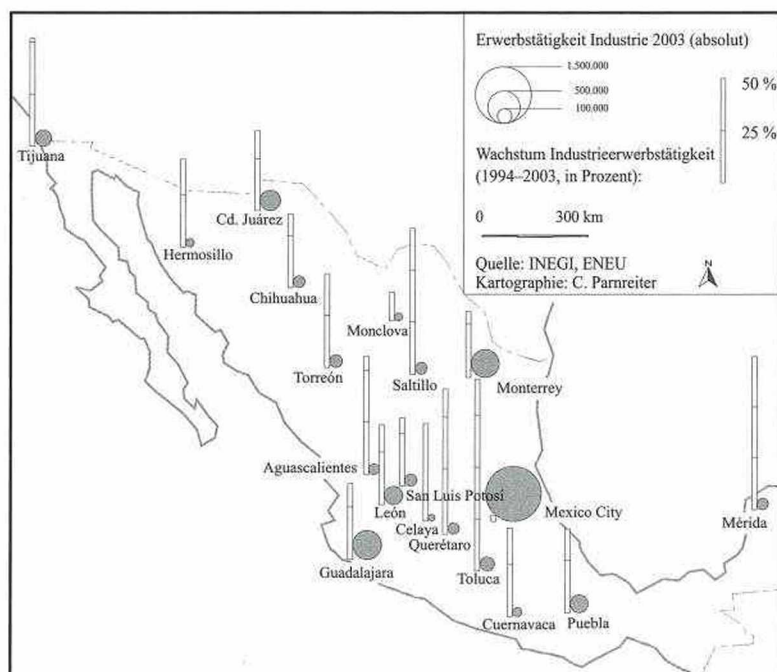 Erwerbstätigkeit Industrie 2003 (absolut)
1.500.000
500.000
100.000
50 %
25 %
Wachstum Industrieerwerbstätigkeit
(1994–2003, in Prozent):
0 300 km
Quelle: INEGI, ENEU
Kartographie: C. Parnreiter
N
Tijuana
Cd. Juárez
Hermosillo
Chihuahua
Monclova
Torreón
Saltillo
Monterrey
Aguascalientes
San Luis Potosí
León
Mexico City
Celaya
Mérida
Querétaro
Guadalajara
Toluca
Cuernavaca
Puebla